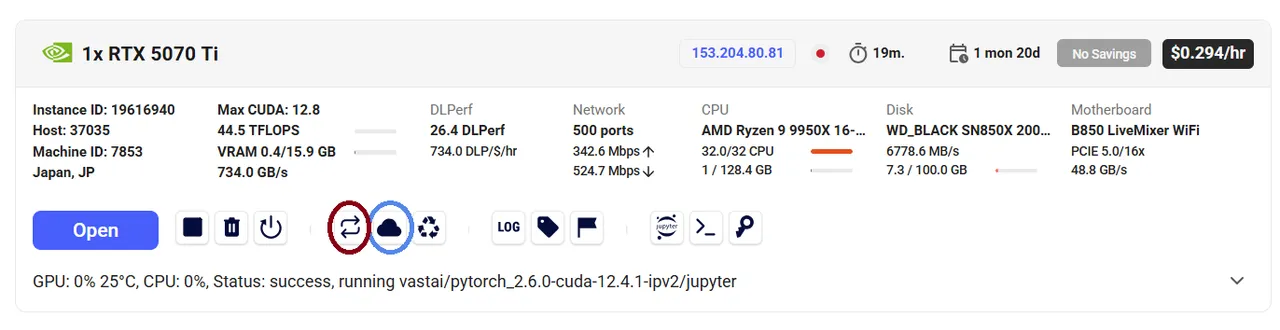 1x RTX 5070 Ti
153.204.80.81
19m.
1 mon 20d
No Savings
$0.294/hr
Instance ID: 19616940
Host: 37035
Machine ID: 7853
Japan, JP
Max CUDA: 12.8
44.5 TFLOPS
VRAM 0.4/15.9 GB
734.0 GB/s
DLPerf
26.4 DLPerf
734.0 DLP/$/hr
Network
500 ports
342.6 Mbps
524.7 Mbps
CPU
AMD Ryzen 9 9950X 16-...
32.0/32 CPU
1 / 128.4 GB
Disk
WD_BLACK SN850X 200...
6778.6 MB/s
7.3 / 100.0 GB
Motherboard
B850 LiveMixer WiFi
PCIE 5.0/16x
48.8 GB/s
Open
LOG
jupyter
GPU: 0% 25°C, CPU: 0%, Status: success, running vastai/pytorch_2.6.0-cuda-12.4.1-ipv2/jupyter